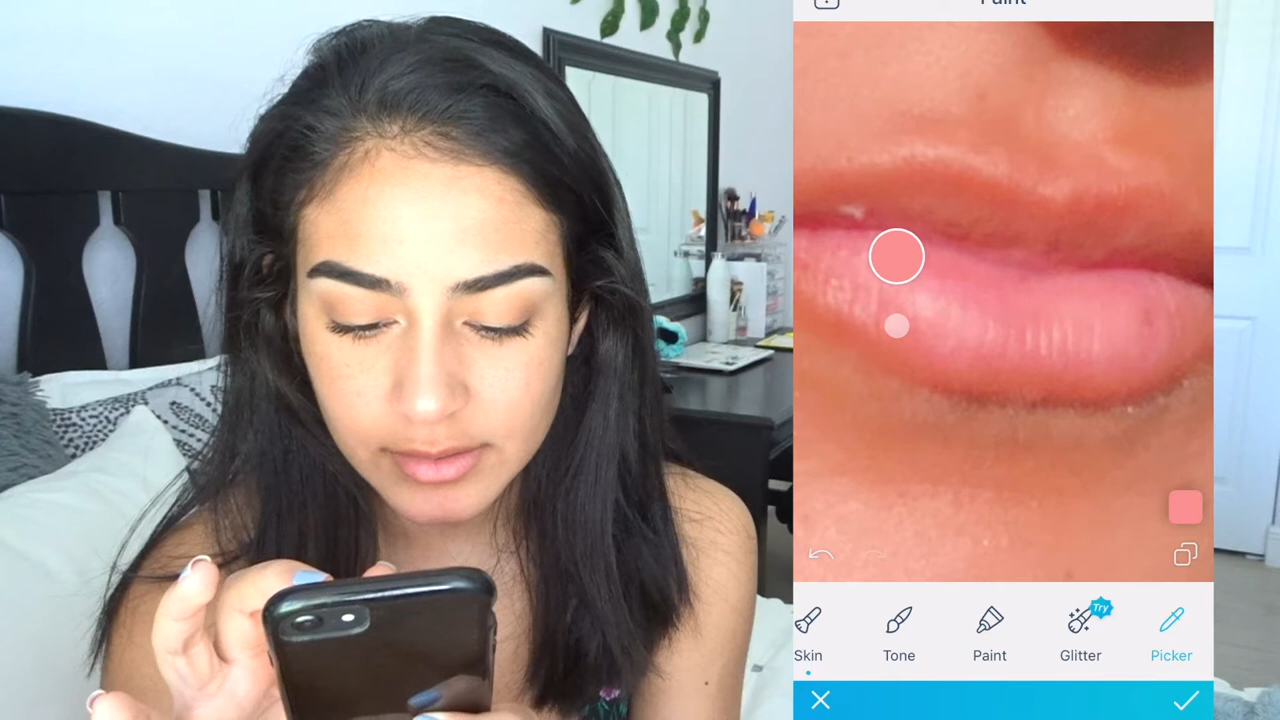 Paint
Try
Skin
Tone
Paint
Glitter
Picker